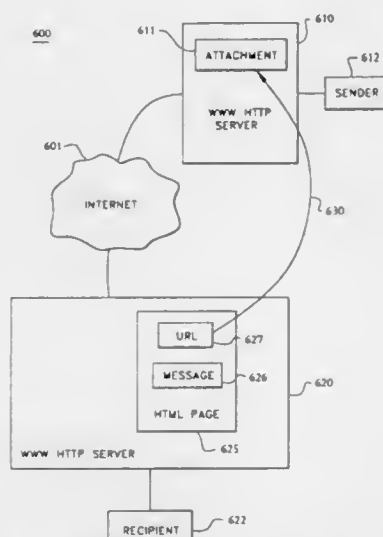 600
611
610
ATTACHMENT
612
WWW HTTP
SERVER
SENDER
601
INTERNET
630
URL
627
MESSAGE
626
620
HTML PAGE
625
WWW HTTP SERVER
RECIPIENT
622